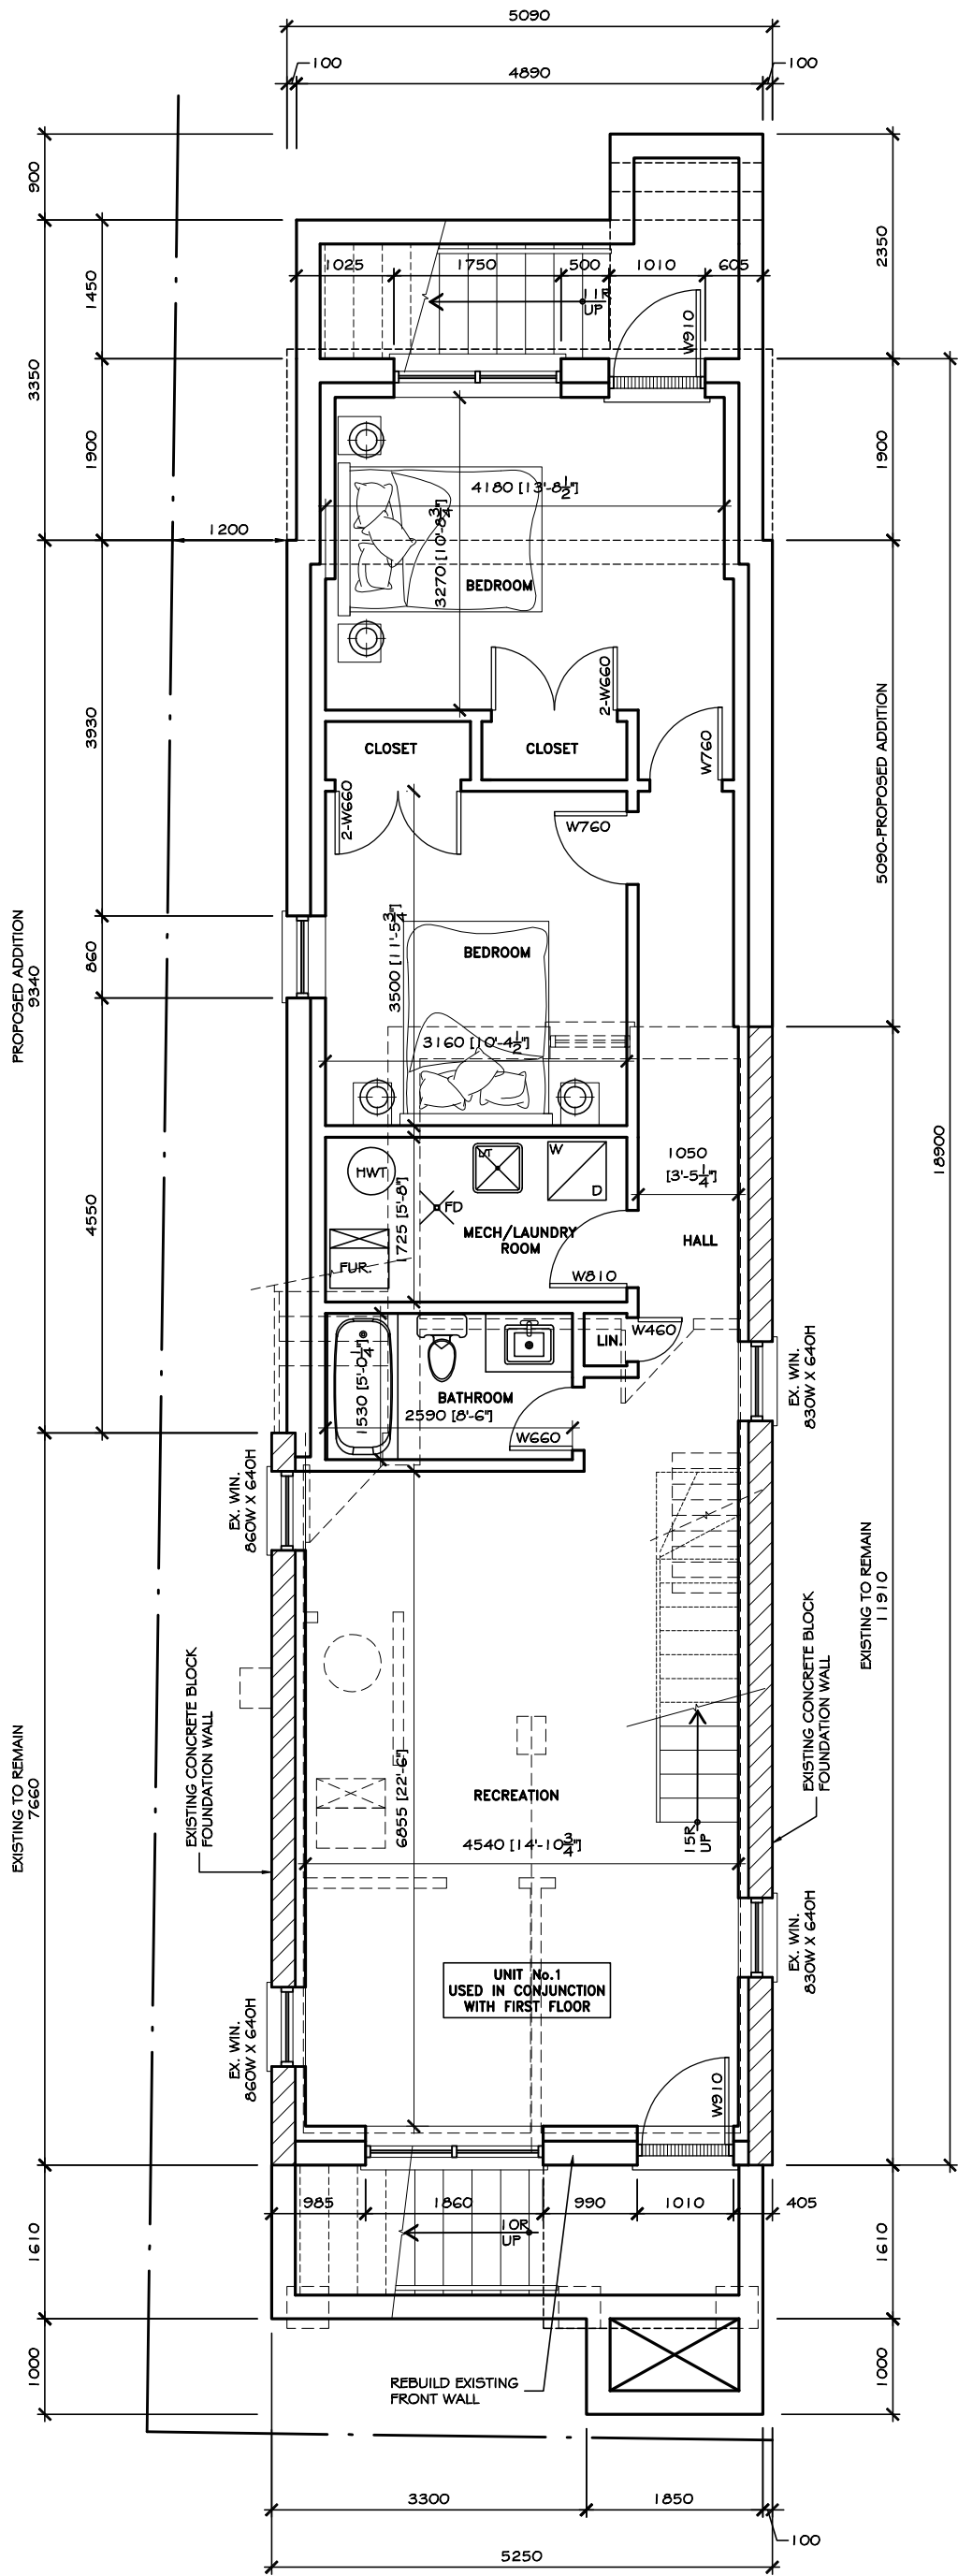 5090
100
4890
100
900
1450
3350
1900
2350
1900
1025
1750
500
1010
605
11R
UP
W910
1200
4180 [13'-8 1/2"]
3270 [10'-8 3/4"]
BEDROOM
2-W660
W760
CLOSET
CLOSET
2-W660
W760
3930
860
PROPOSED ADDITION
9340
4550
5090-PROPOSED ADDITION
18900
3500 [11'-5 3/4"]
BEDROOM
3160 [10'-4 1/2"]
1050
[3'-5 1/4"]
HWT
LT
W
D
FD
1725 [5'-8"]
MECH/LAUNDRY
ROOM
FUR.
W810
HALL
LIN.
W460
1530 [5'-0 1/4"]
BATHROOM
2590 [8'-6"]
W660
EX. WIN.
830W X 640H
EX. WIN.
860W X 640H
EXISTING TO REMAIN
11910
EXISTING CONCRETE BLOCK
FOUNDATION WALL
EXISTING CONCRETE BLOCK
FOUNDATION WALL
EXISTING TO REMAIN
7660
6855 [22'-6"]
RECREATION
4540 [14'-10 3/4"]
15R
UP
EX. WIN.
830W X 640H
UNIT No.1
USED IN CONJUNCTION
WITH FIRST FLOOR
EX. WIN.
860W X 640H
W910
985
1860
990
1010
405
10R
UP
1610
1610
1000
1000
REBUILD EXISTING
FRONT WALL
3300
1850
100
5250